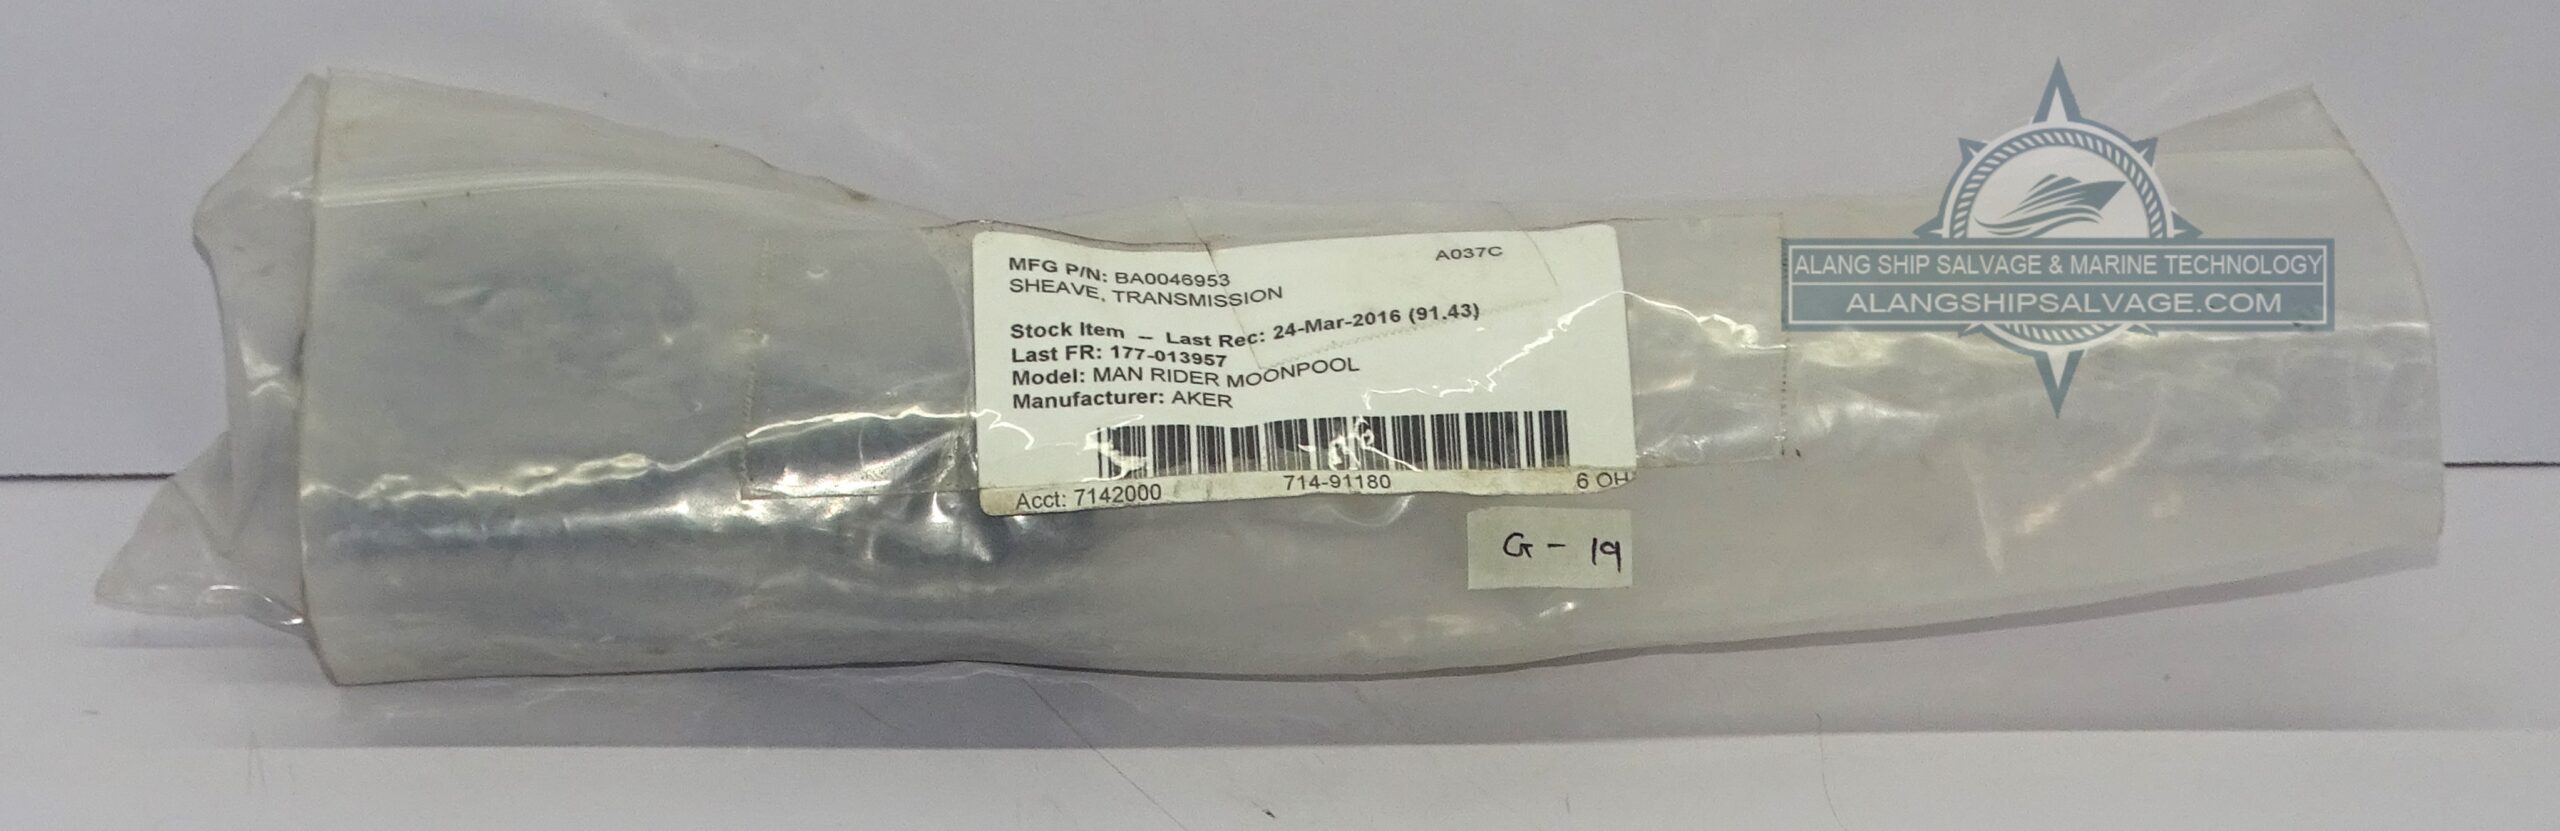 A037C
MFG P/N: BA0046953
SHEAVE, TRANSMISSION
Stock Item – Last Rec: 24-Mar-2016 (91.43)
Last FR: 177-013957
Model: MAN RIDER MOONPOOL
Manufacturer: AKER
Acct: 7142000 714-91180 6 OH
G - 19
ALANG SHIP SALVAGE & MARINE TECHNOLOGY
ALANGSHIPSALVAGE.COM